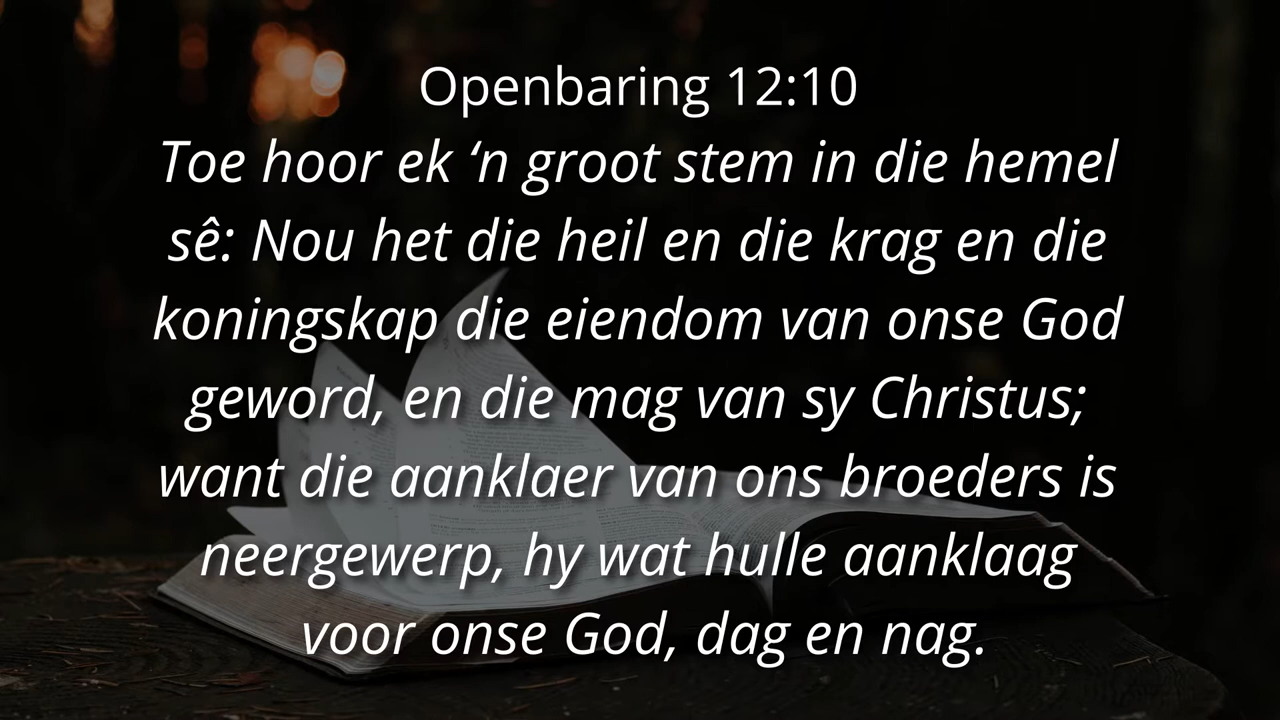 Openbaring 12:10
Toe hoor ek ‘n groot stem in die hemel
sê: Nou het die heil en die krag en die
koningskap die eiendom van onse God
geword, en die mag van sy Christus;
want die aanklaer van ons broeders is
neergewerp, hy wat hulle aanklaag
voor onse God, dag en nag.